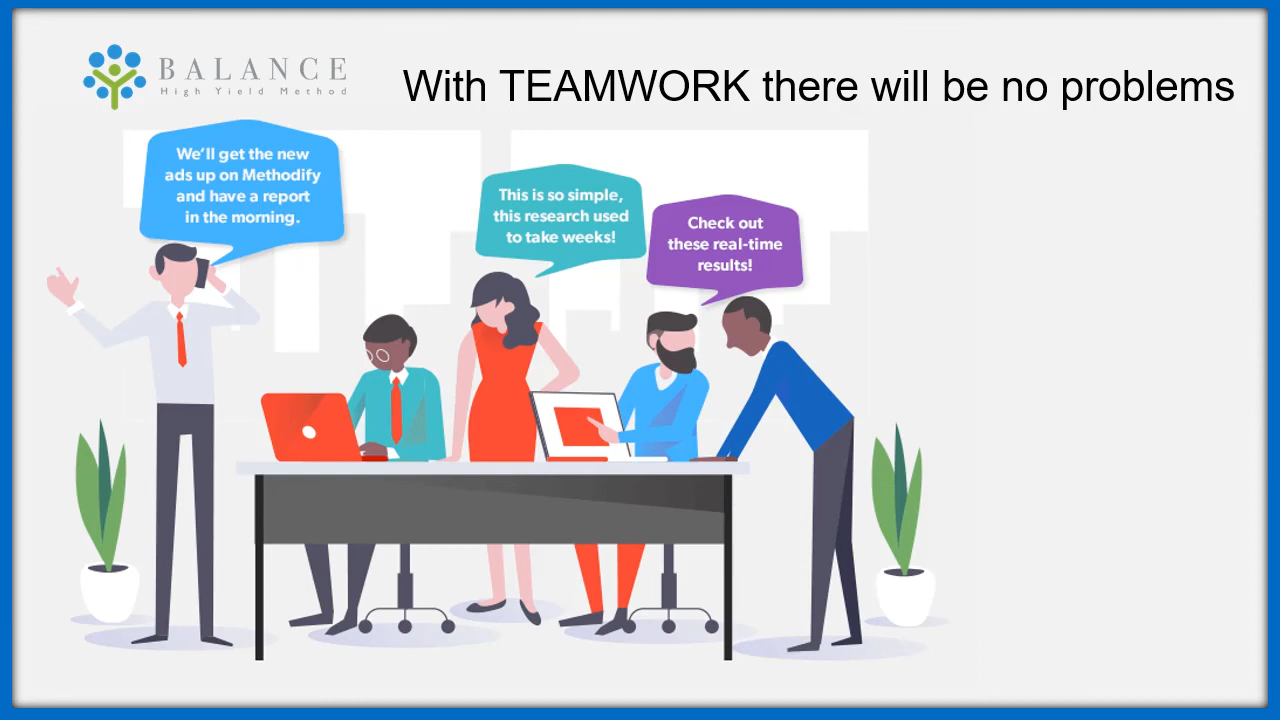 BALANCE
High Yield Method
With TEAMWORK there will be no problems
We'll get the new
ads up on Methodify
and have a report
in the morning.
This is so simple,
this research used
to take weeks!
Check out
these real-time
results!